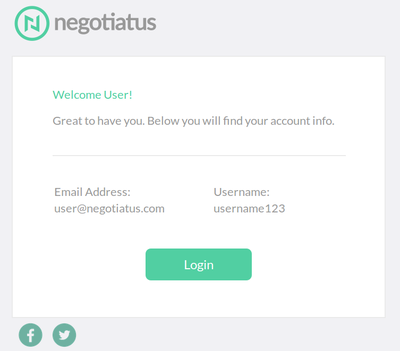 negotiatus
Welcome User!
Great to have you. Below you will find your account info.
Email Address:
user@negotiatus.com
Username:
username123
Login